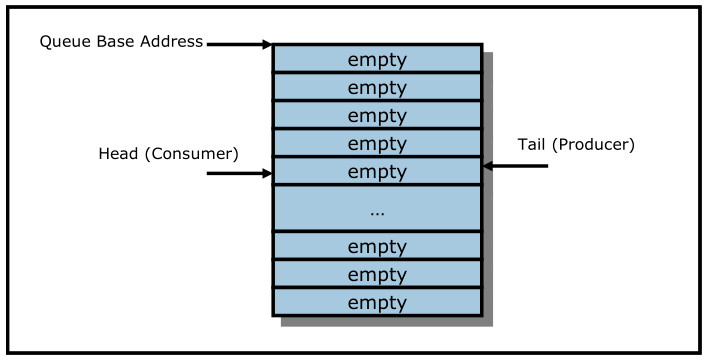 Queue Base Address
empty
empty
empty
empty
Tail (Producer)
Head (Consumer)
empty
...
empty
empty
empty